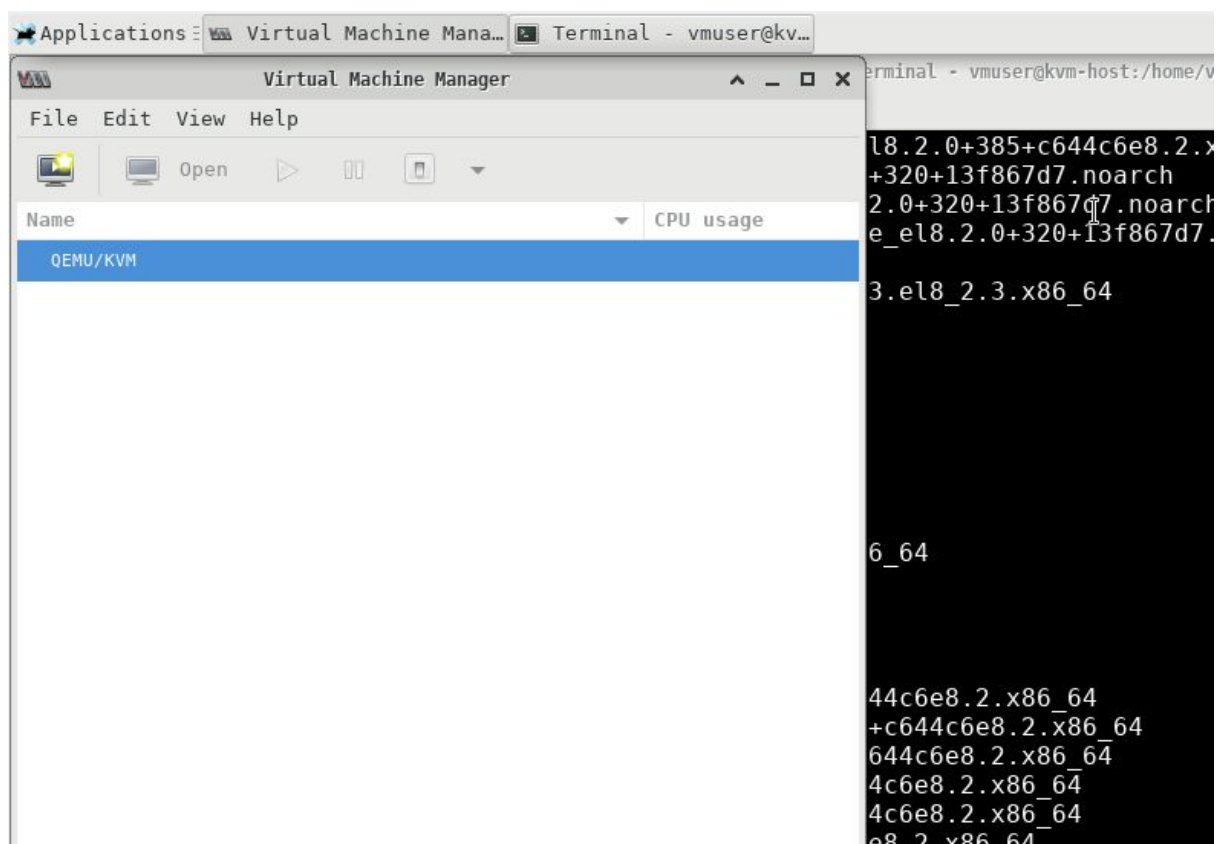 Applications Virtual Machine Mana… Terminal - vmuser@kv…
Virtual Machine Manager
File Edit View Help
Open
Name CPU usage
QEMU/KVM
erminal - vmuser@kvm-host:/home/v
l8.2.0+385+c644c6e8.2.x
+320+13f867d7.noarch
2.0+320+13f867d7.noarch
e_el8.2.0+320+13f867d7.
3.el8_2.3.x86_64
6_64
44c6e8.2.x86_64
+c644c6e8.2.x86_64
644c6e8.2.x86_64
4c6e8.2.x86_64
4c6e8.2.x86_64
e8.2.x86_64